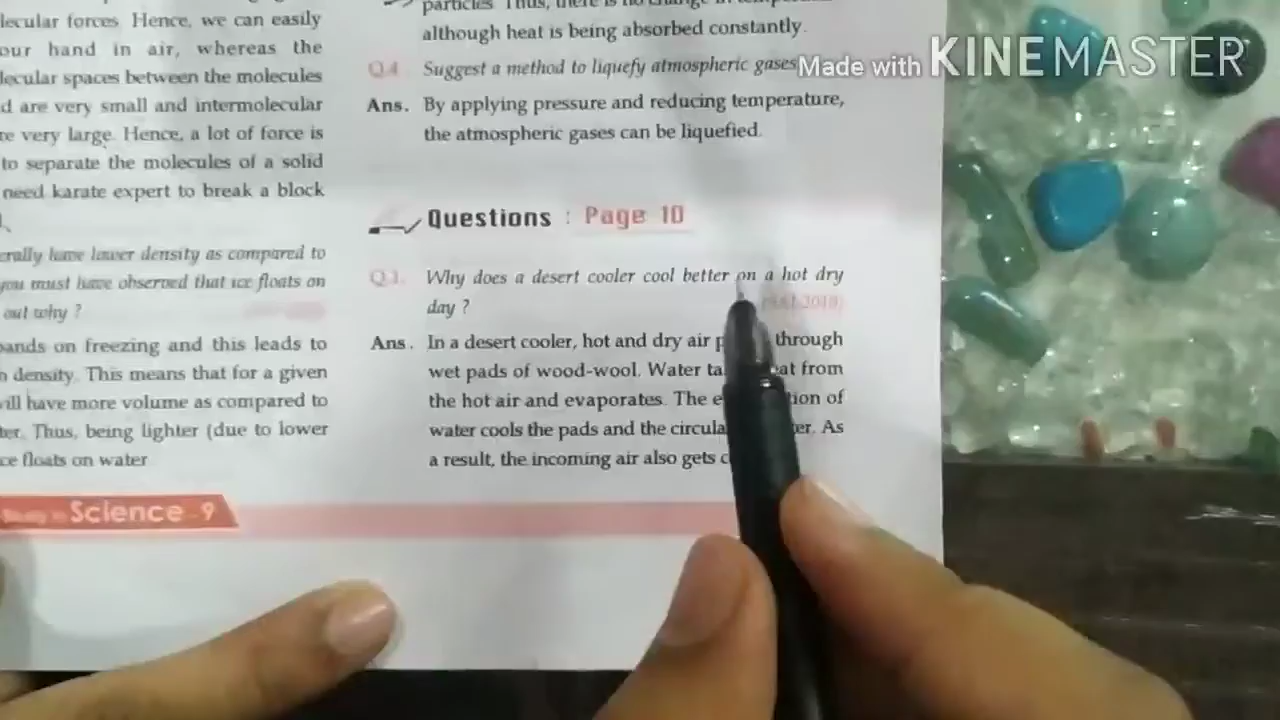 lecular forces. Hence, we can easily
our hand in air, whereas the
lecular spaces between the molecules
d are very small and intermolecular
re very large. Hence, a lot of force is
to separate the molecules of a solid
need karate expert to break a block
erally have lower density as compared to
you must have observed that ice floats on
out why ?
pands on freezing and this leads to
n density. This means that for a given
vill have more volume as compared to
ter. Thus, being lighter (due to lower
ce floats on water
Science - 9
particles. Thus, there is no change in
although heat is being absorbed constantly.
Q.4. Suggest a method to liquefy atmospheric gases
Ans. By applying pressure and reducing temperature,
the atmospheric gases can be liquefied.
Questions : Page 10
Q.1. Why does a desert cooler cool better on a hot dry
day ?
Ans. In a desert cooler, hot and dry air through
wet pads of wood-wool. Water from
the hot air and evaporates. The of
water cools the pads and the As
a result, the incoming air also gets
Made with KINEMASTER